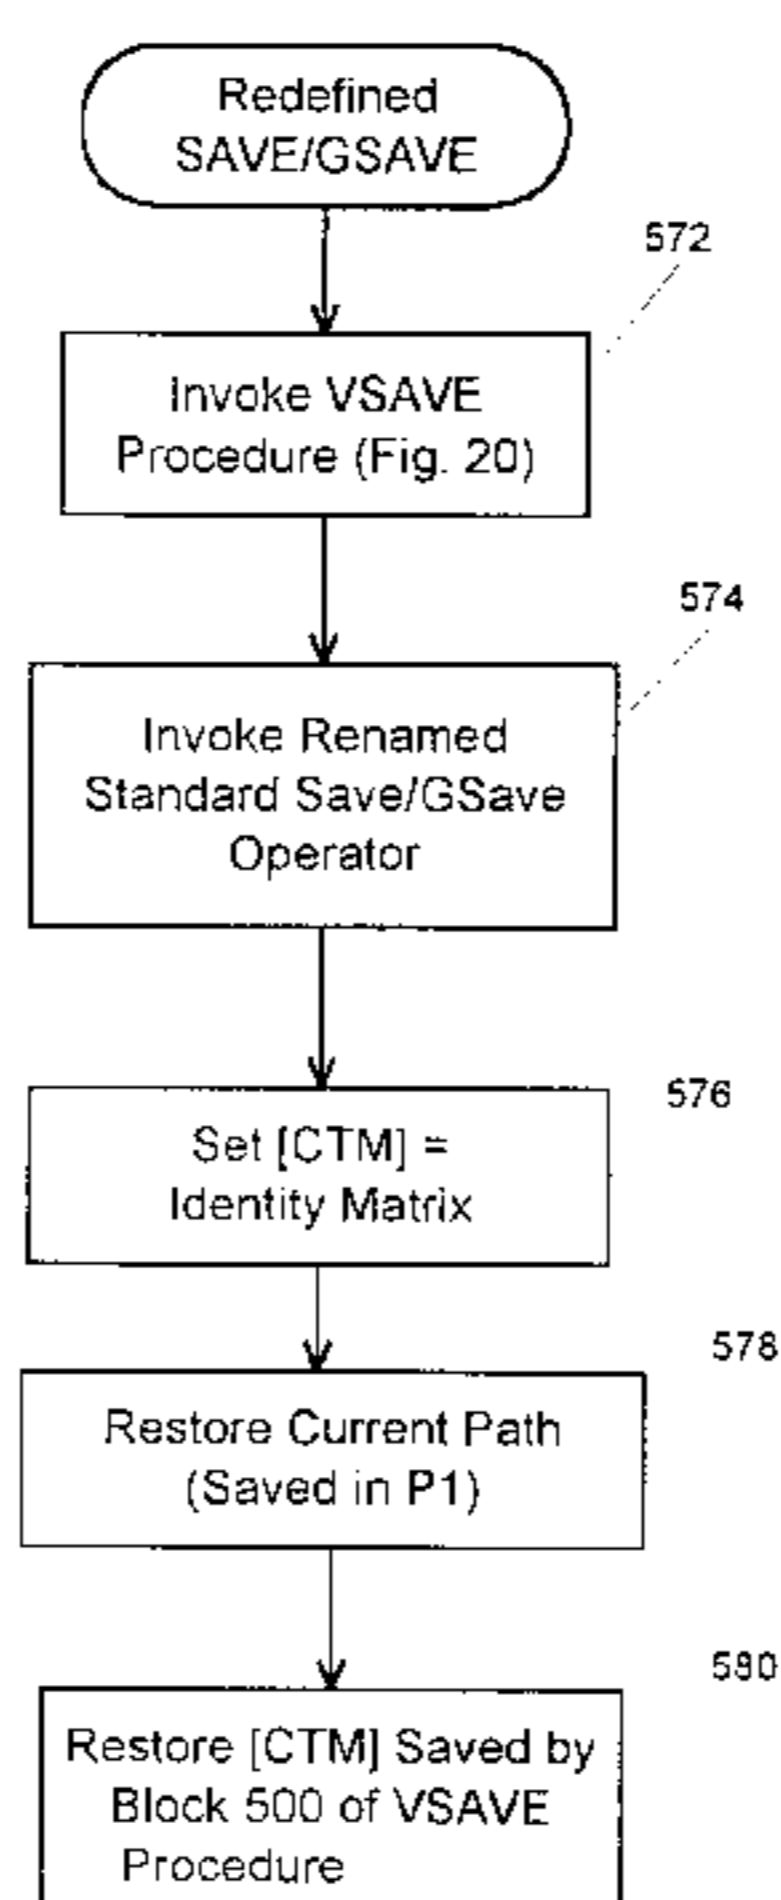 Redefined
SAVE/GSAVE
572
Invoke VSAVE
Procedure (Fig. 20)
574
Invoke Renamed
Standard Save/GSave
Operator
576
Set [CTM] =
Identity Matrix
578
Restore Current Path
(Saved in P1)
580
Restore [CTM] Saved by
Block 500 of VSAVE
Procedure